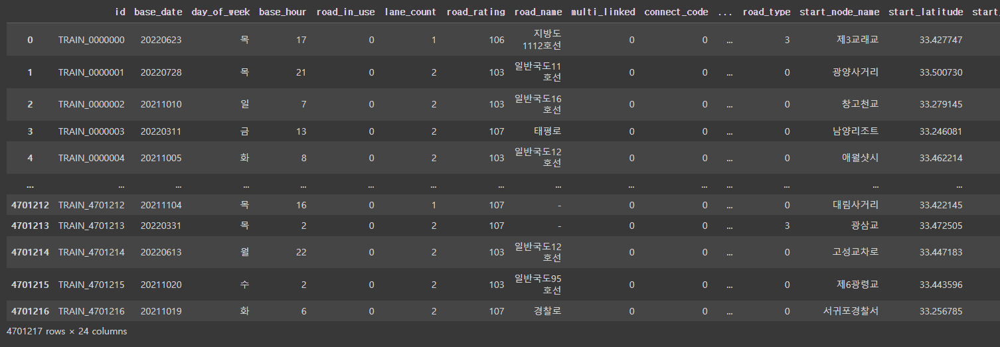 id base_date day_of_week base_hour road_in_use lane_count road_rating road_name multi_linked connect_code ... road_type start_node_name start_latitude start_
0 TRAIN_0000000 20220623 목 17 0 1 106 지방도 1112호선 0 0 ... 3 제3교래교 33.427747
1 TRAIN_0000001 20220728 목 21 0 2 103 일반국도11 호선 0 0 ... 0 광양사거리 33.500730
2 TRAIN_0000002 20211010 일 7 0 2 103 일반국도16 호선 0 0 ... 0 창고천교 33.279145
3 TRAIN_0000003 20220311 금 13 0 2 107 태평로 0 0 ... 0 남양리조트 33.246081
4 TRAIN_0000004 20211005 화 8 0 2 103 일반국도12 호선 0 0 ... 0 애월샷시 33.462214
... ... ... ... ... ... ... ... ... ... ... ... ... ... ...
4701212 TRAIN_4701212 20211104 목 16 0 1 107 - 0 0 ... 0 대림사거리 33.422145
4701213 TRAIN_4701213 20220331 목 2 0 2 107 - 0 0 ... 3 광삼교 33.472505
4701214 TRAIN_4701214 20220613 월 22 0 2 103 일반국도12 호선 0 0 ... 0 고성교차로 33.447183
4701215 TRAIN_4701215 20211020 수 2 0 2 103 일반국도95 호선 0 0 ... 0 제6광령교 33.443596
4701216 TRAIN_4701216 20211019 화 6 0 2 107 경찰로 0 0 ... 0 서귀포경찰서 33.256785
4701217 rows × 24 columns